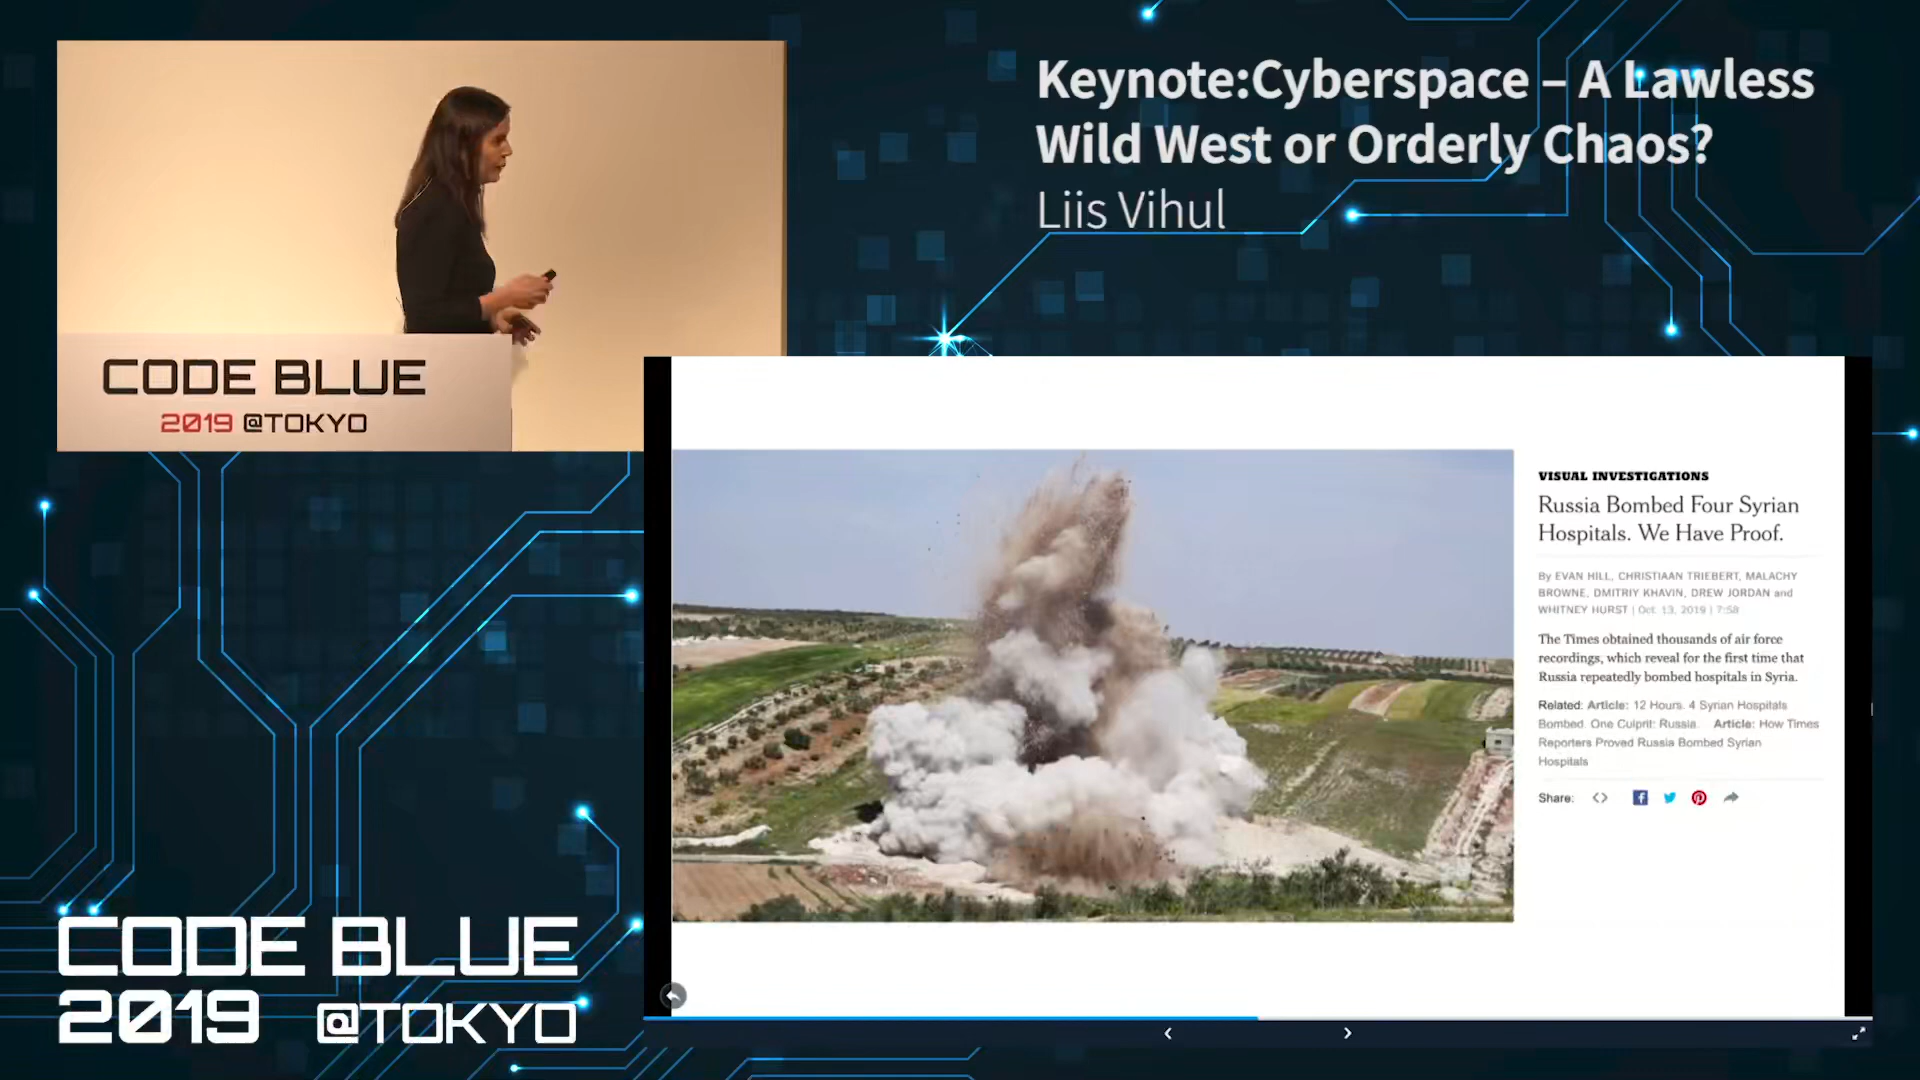 Keynote:Cyberspace – A Lawless
Wild West or Orderly Chaos?
Liis Vihul
CODE BLUE
2019 @TOKYO
VISUAL INVESTIGATIONS
Russia Bombed Four Syrian
Hospitals. We Have Proof.
By EVAN HILL, CHRISTIAAN TRIEBERT, MALACHY
BROWNE, DMITRIY KHAVIN, DREW JORDAN and
WHITNEY HURST | Oct. 13, 2019 | 7:58
The Times obtained thousands of air force
recordings, which reveal for the first time that
Russia repeatedly bombed hospitals in Syria.
Related: Article: 12 Hours. 4 Syrian Hospitals
Bombed. One Culprit: Russia. Article: How Times
Reporters Proved Russia Bombed Syrian
Hospitals
Share:
CODE BLUE
2019 @TOKYO